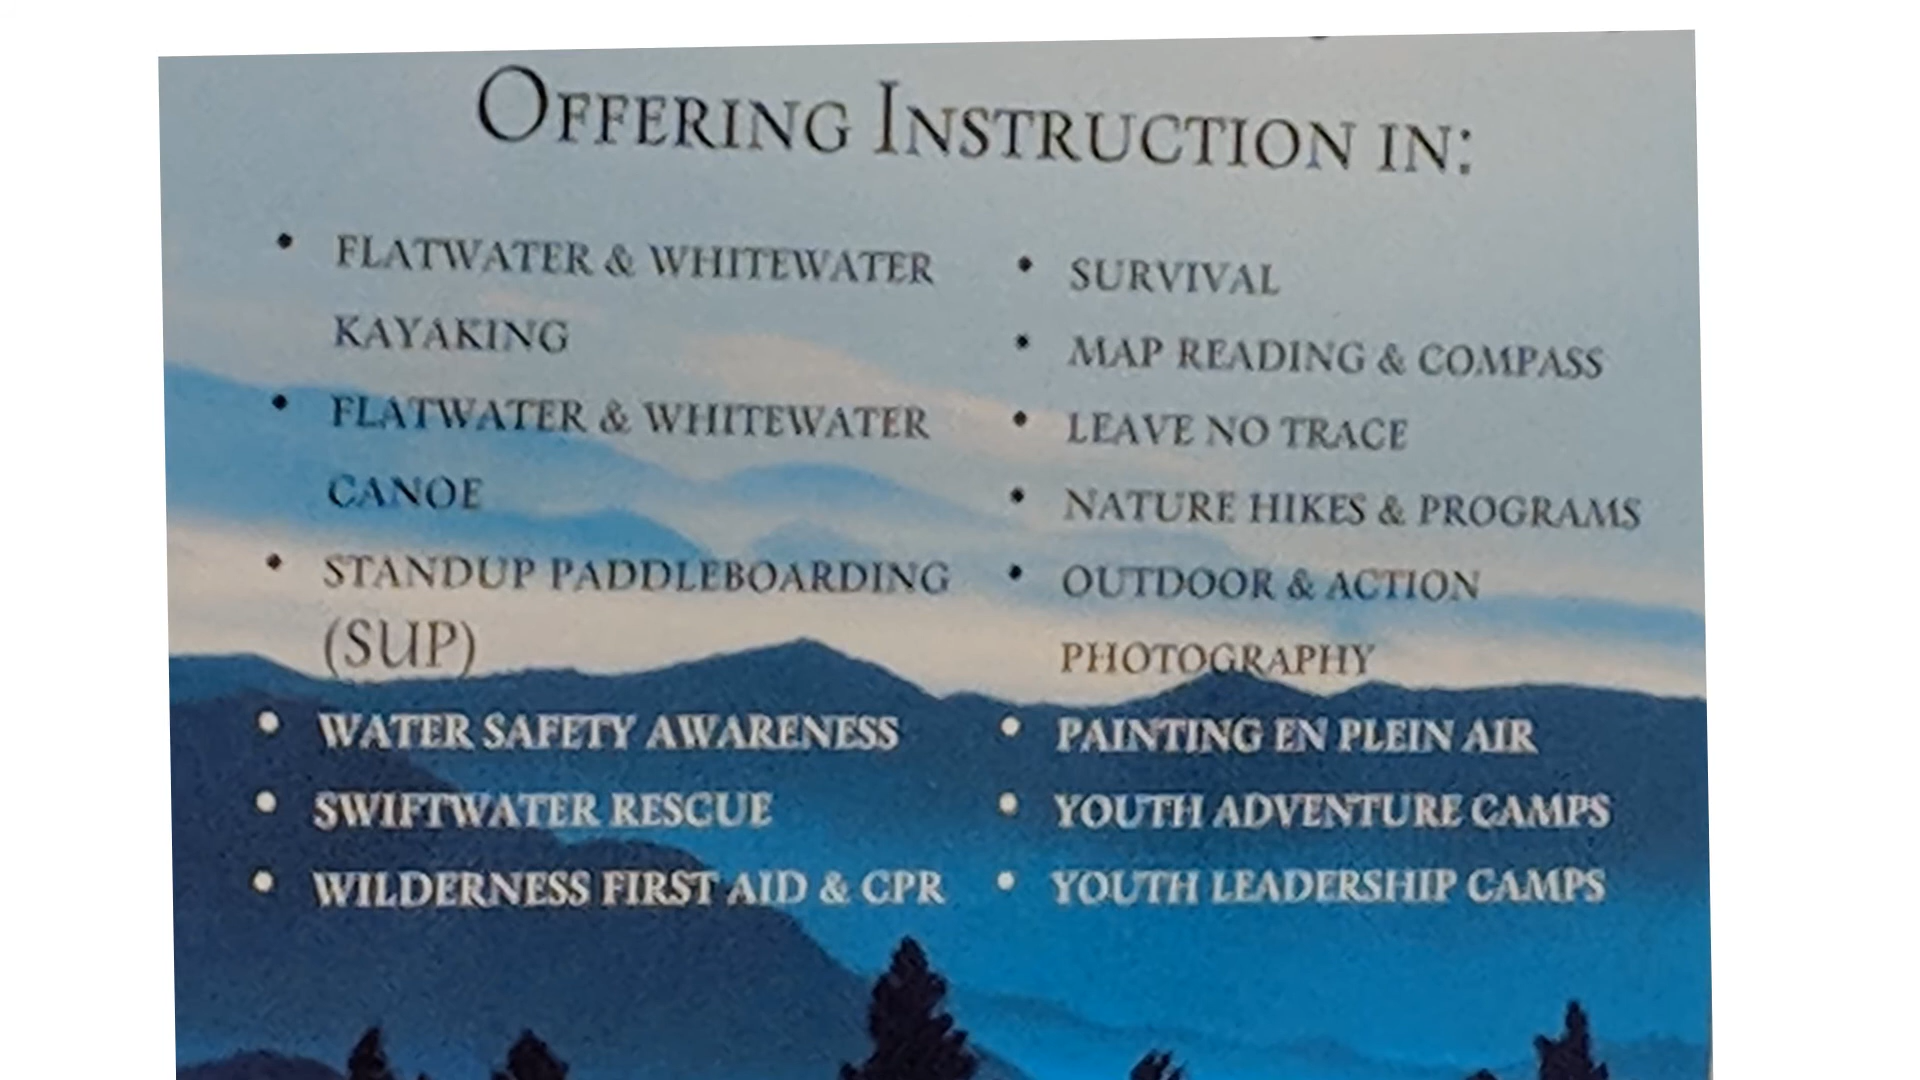 OFFERING INSTRUCTION IN:
• FLATWATER & WHITEWATER
KAYAKING
• FLATWATER & WHITEWATER
CANOE
• STANDUP PADDLEBOARDING
(SUP)
• WATER SAFETY AWARENESS
• SWIFTWATER RESCUE
• WILDERNESS FIRST AID & CPR
• SURVIVAL
• MAP READING & COMPASS
• LEAVE NO TRACE
• NATURE HIKES & PROGRAMS
• OUTDOOR & ACTION
PHOTOGRAPHY
• PAINTING EN PLEIN AIR
• YOUTH ADVENTURE CAMPS
• YOUTH LEADERSHIP CAMPS